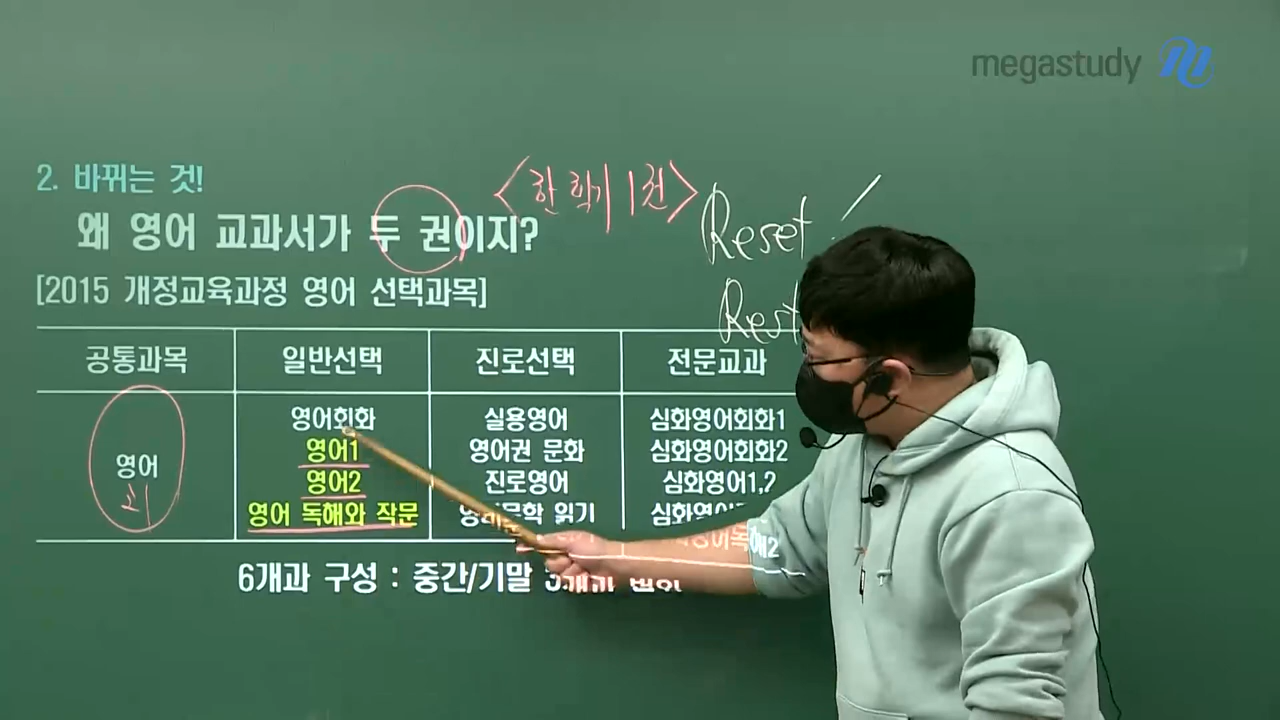 megastudy
2. 바뀌는 것!
<한 학기 1권>
왜 영어 교과서가 두 권이지?
Reset
[2015 개정교육과정 영어 선택과목]
Rest
공통과목 일반선택 진로선택 전문교과
영어회화 실용영어 심화영어회화1
영어1 영어권 문화 심화영어회화2
영어 영어2 진로영어 심화영어1,2
고1 영어 독해와 작문 읽기
6개과 구성 : 중간/기말